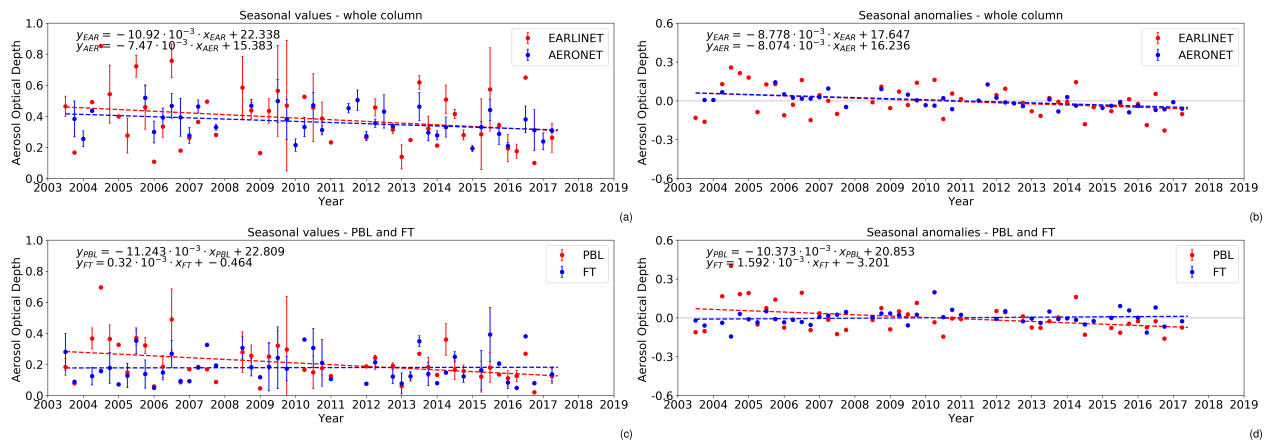 Seasonal values - whole column
y_EAR = −10.92 · 10⁻³ · x_EAR + 22.338
y_AER = −7.47 · 10⁻³ · x_AER + 15.383
EARLINET
AERONET
Aerosol Optical Depth
1.0
0.8
0.6
0.4
0.2
0.0
2003 2004 2005 2006 2007 2008 2009 2010 2011 2012 2013 2014 2015 2016 2017 2018 2019
Year
(a)
Seasonal anomalies - whole column
y_EAR = −8.778 · 10⁻³ · x_EAR + 17.647
y_AER = −8.074 · 10⁻³ · x_AER + 16.236
EARLINET
AERONET
Aerosol Optical Depth
0.6
0.3
0.0
-0.3
-0.6
2003 2004 2005 2006 2007 2008 2009 2010 2011 2012 2013 2014 2015 2016 2017 2018 2019
Year
(b)
Seasonal values - PBL and FT
y_PBL = −11.243 · 10⁻³ · x_PBL + 22.809
y_FT = 0.32 · 10⁻³ · x_FT + −0.464
PBL
FT
Aerosol Optical Depth
1.0
0.8
0.6
0.4
0.2
0.0
2003 2004 2005 2006 2007 2008 2009 2010 2011 2012 2013 2014 2015 2016 2017 2018 2019
Year
(c)
Seasonal anomalies - PBL and FT
y_PBL = −10.373 · 10⁻³ · x_PBL + 20.853
y_FT = 1.592 · 10⁻³ · x_FT + −3.201
PBL
FT
Aerosol Optical Depth
0.6
0.3
0.0
-0.3
-0.6
2003 2004 2005 2006 2007 2008 2009 2010 2011 2012 2013 2014 2015 2016 2017 2018 2019
Year
(d)